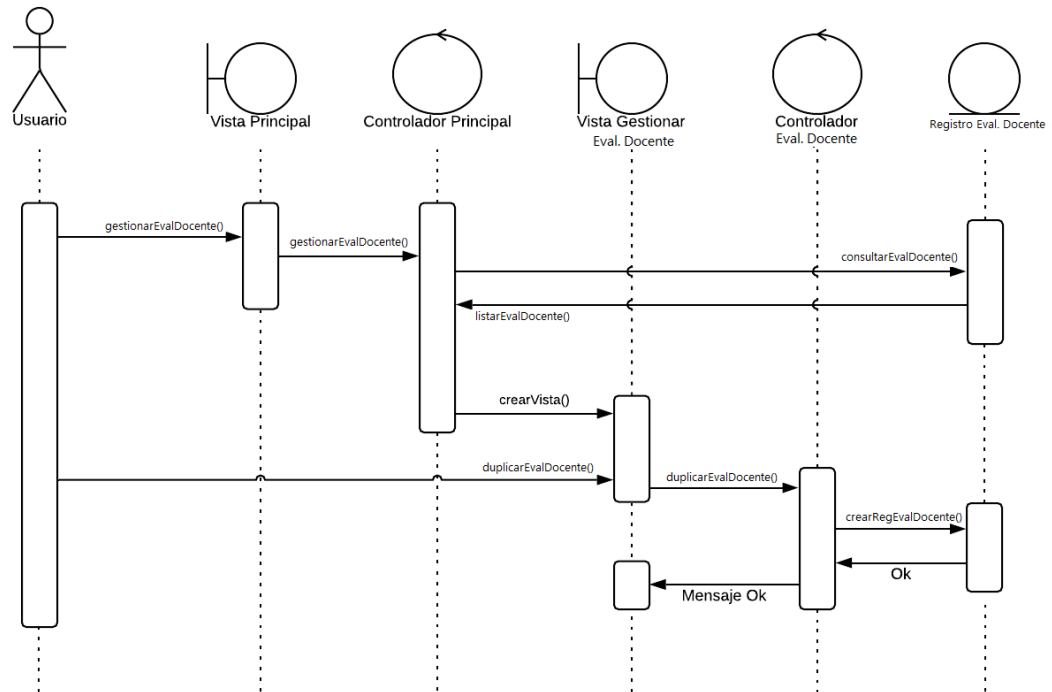 Usuario
Vista Principal
Controlador Principal
Vista Gestionar
Eval. Docente
Controlador
Eval. Docente
Registro Eval. Docente
gestionarEvalDocente()
gestionarEvalDocente()
consultarEvalDocente()
listarEvalDocente()
crearVista()
duplicarEvalDocente()
duplicarEvalDocente()
crearRegEvalDocente()
Ok
Mensaje Ok